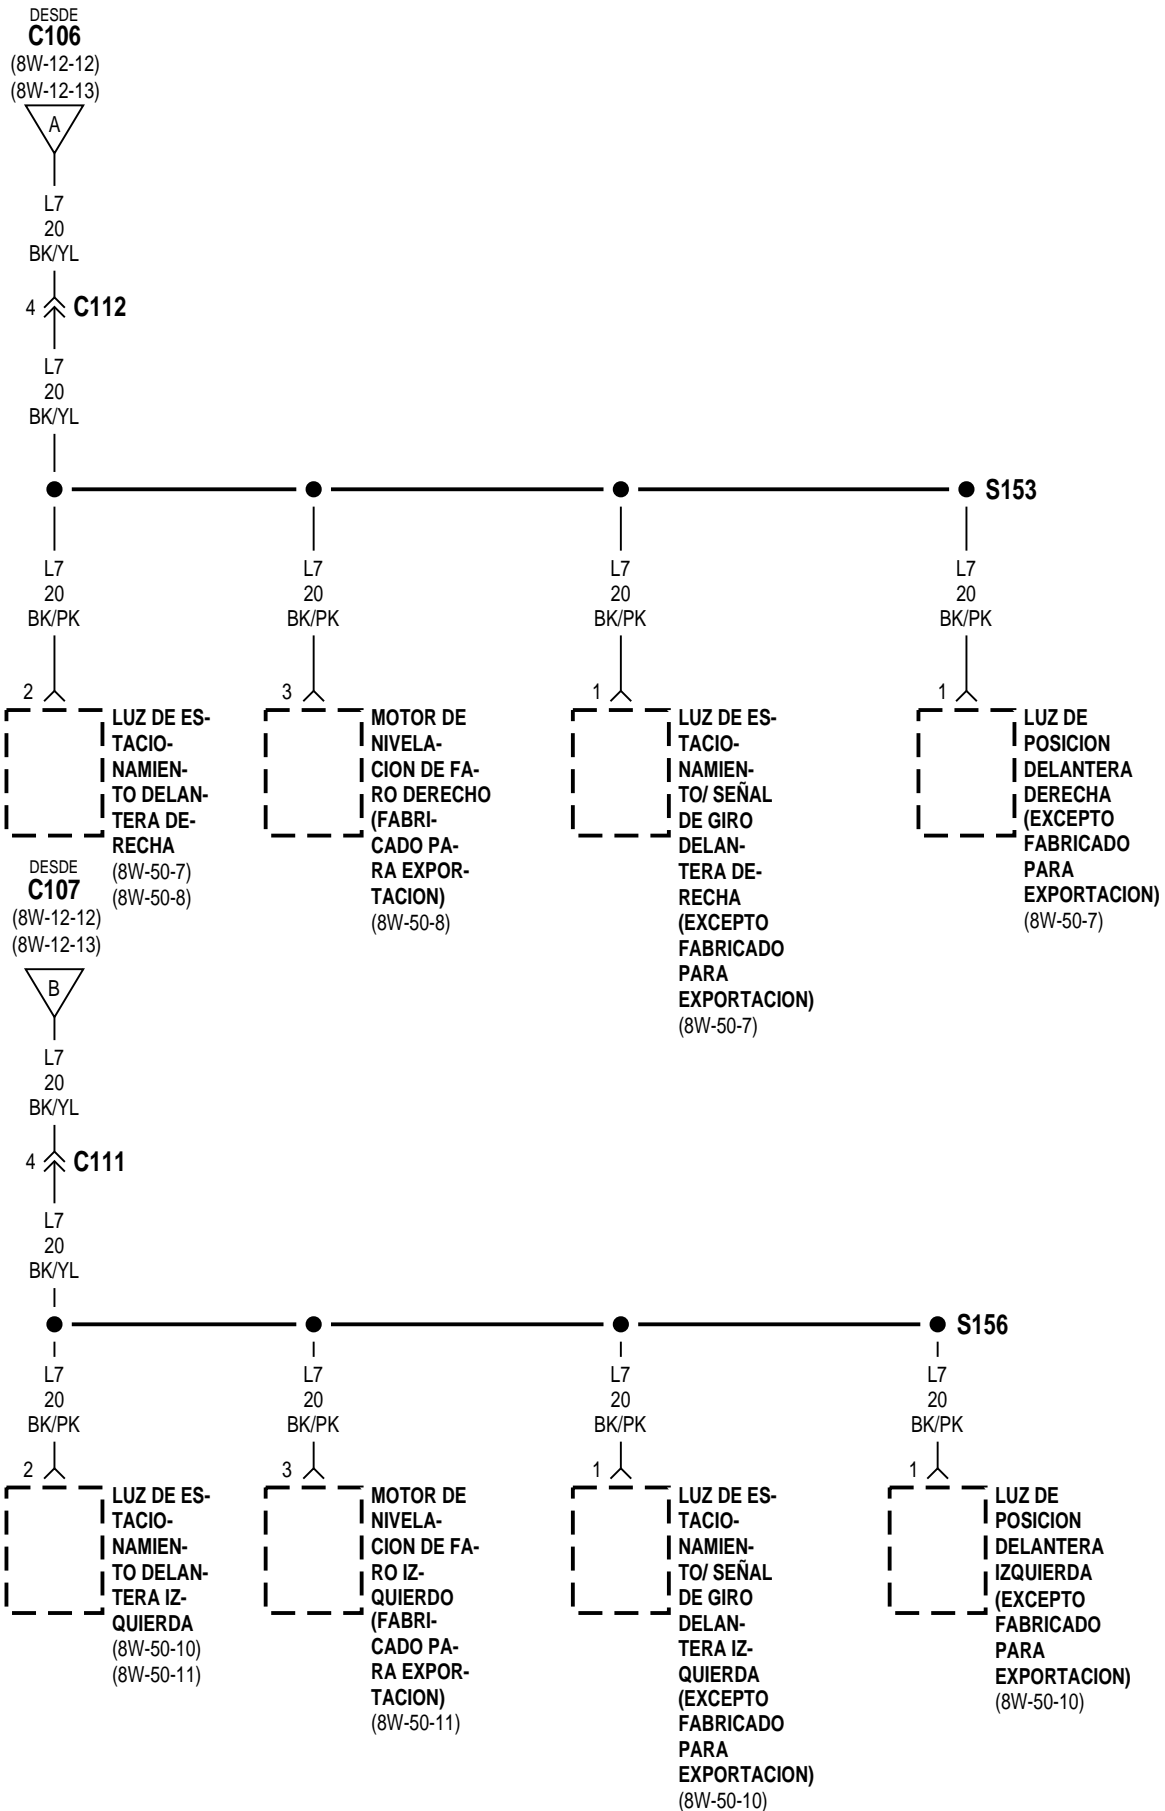 DESDE
C106
(8W-12-12)
(8W-12-13)
A
L7
20
BK/YL
4 C112
L7
20
BK/YL
S153
L7
20
BK/PK
2
LUZ DE ES-
TACIO-
NAMIEN-
TO DELAN-
TERA DE-
RECHA
(8W-50-7)
(8W-50-8)
L7
20
BK/PK
3
MOTOR DE
NIVELA-
CION DE FA-
RO DERECHO
(FABRI-
CADO PA-
RA EXPOR-
TACION)
(8W-50-8)
L7
20
BK/PK
1
LUZ DE ES-
TACIO-
NAMIEN-
TO/ SEÑAL
DE GIRO
DELAN-
TERA DE-
RECHA
(EXCEPTO
FABRICADO
PARA
EXPORTACION)
(8W-50-7)
L7
20
BK/PK
1
LUZ DE
POSICION
DELANTERA
DERECHA
(EXCEPTO
FABRICADO
PARA
EXPORTACION)
(8W-50-7)
DESDE
C107
(8W-12-12)
(8W-12-13)
B
L7
20
BK/YL
4 C111
L7
20
BK/YL
S156
L7
20
BK/PK
2
LUZ DE ES-
TACIO-
NAMIEN-
TO DELAN-
TERA IZ-
QUIERDA
(8W-50-10)
(8W-50-11)
L7
20
BK/PK
3
MOTOR DE
NIVELA-
CION DE FA-
RO IZ-
QUIERDO
(FABRI-
CADO PA-
RA EXPOR-
TACION)
(8W-50-11)
L7
20
BK/PK
1
LUZ DE ES-
TACIO-
NAMIEN-
TO/ SEÑAL
DE GIRO
DELAN-
TERA IZ-
QUIERDA
(EXCEPTO
FABRICADO
PARA
EXPORTACION)
(8W-50-10)
L7
20
BK/PK
1
LUZ DE
POSICION
DELANTERA
IZQUIERDA
(EXCEPTO
FABRICADO
PARA
EXPORTACION)
(8W-50-10)